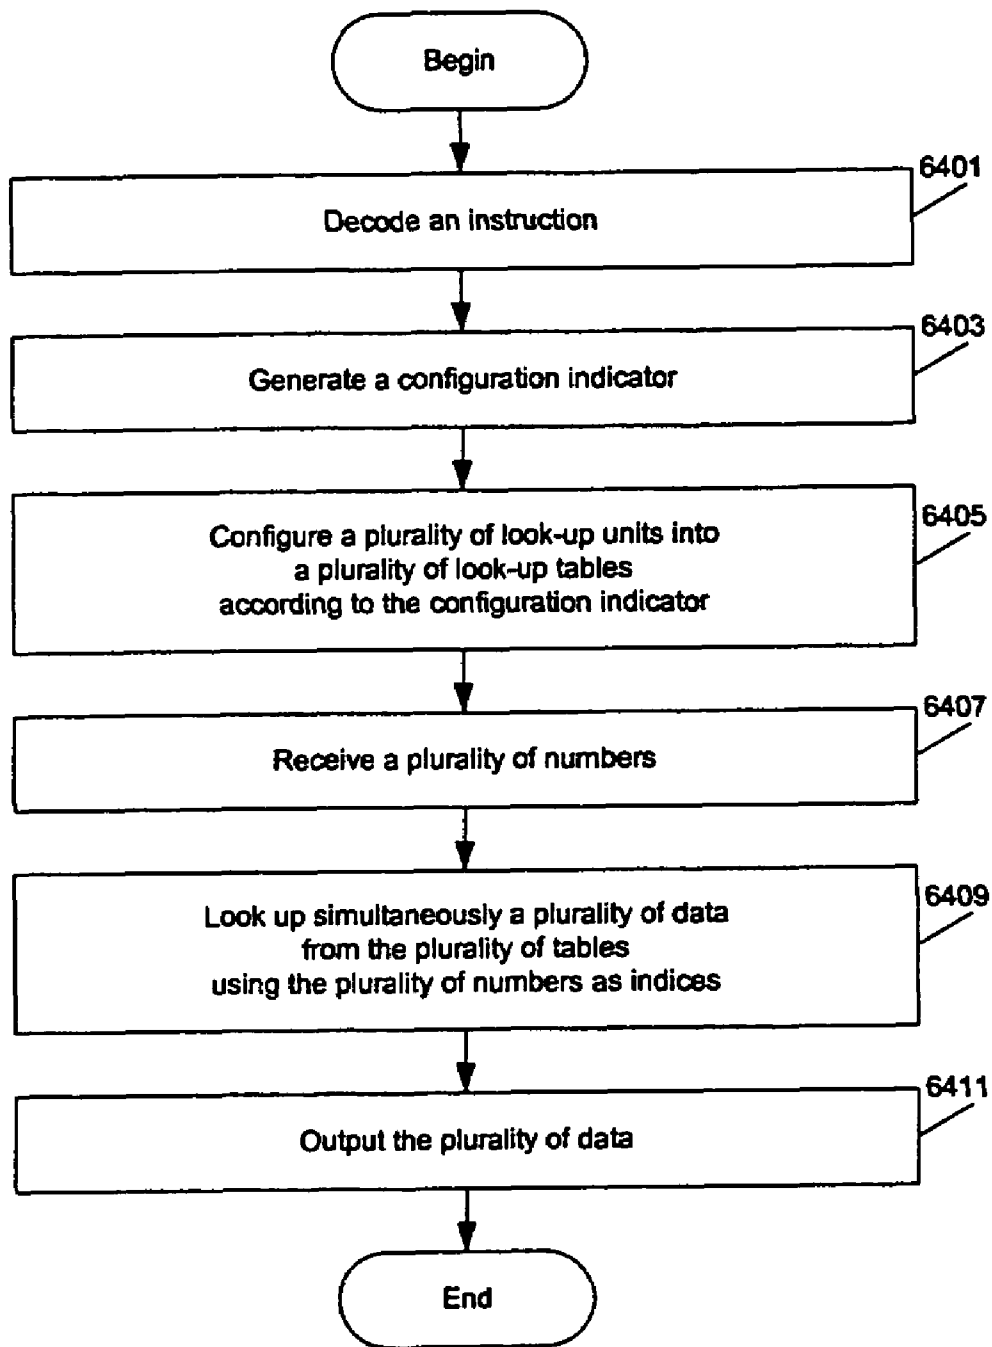 Begin
6401
Decode an instruction
6403
Generate a configuration indicator
6405
Configure a plurality of look-up units into
a plurality of look-up tables
according to the configuration indicator
6407
Receive a plurality of numbers
6409
Look up simultaneously a plurality of data
from the plurality of tables
using the plurality of numbers as indices
6411
Output the plurality of data
End